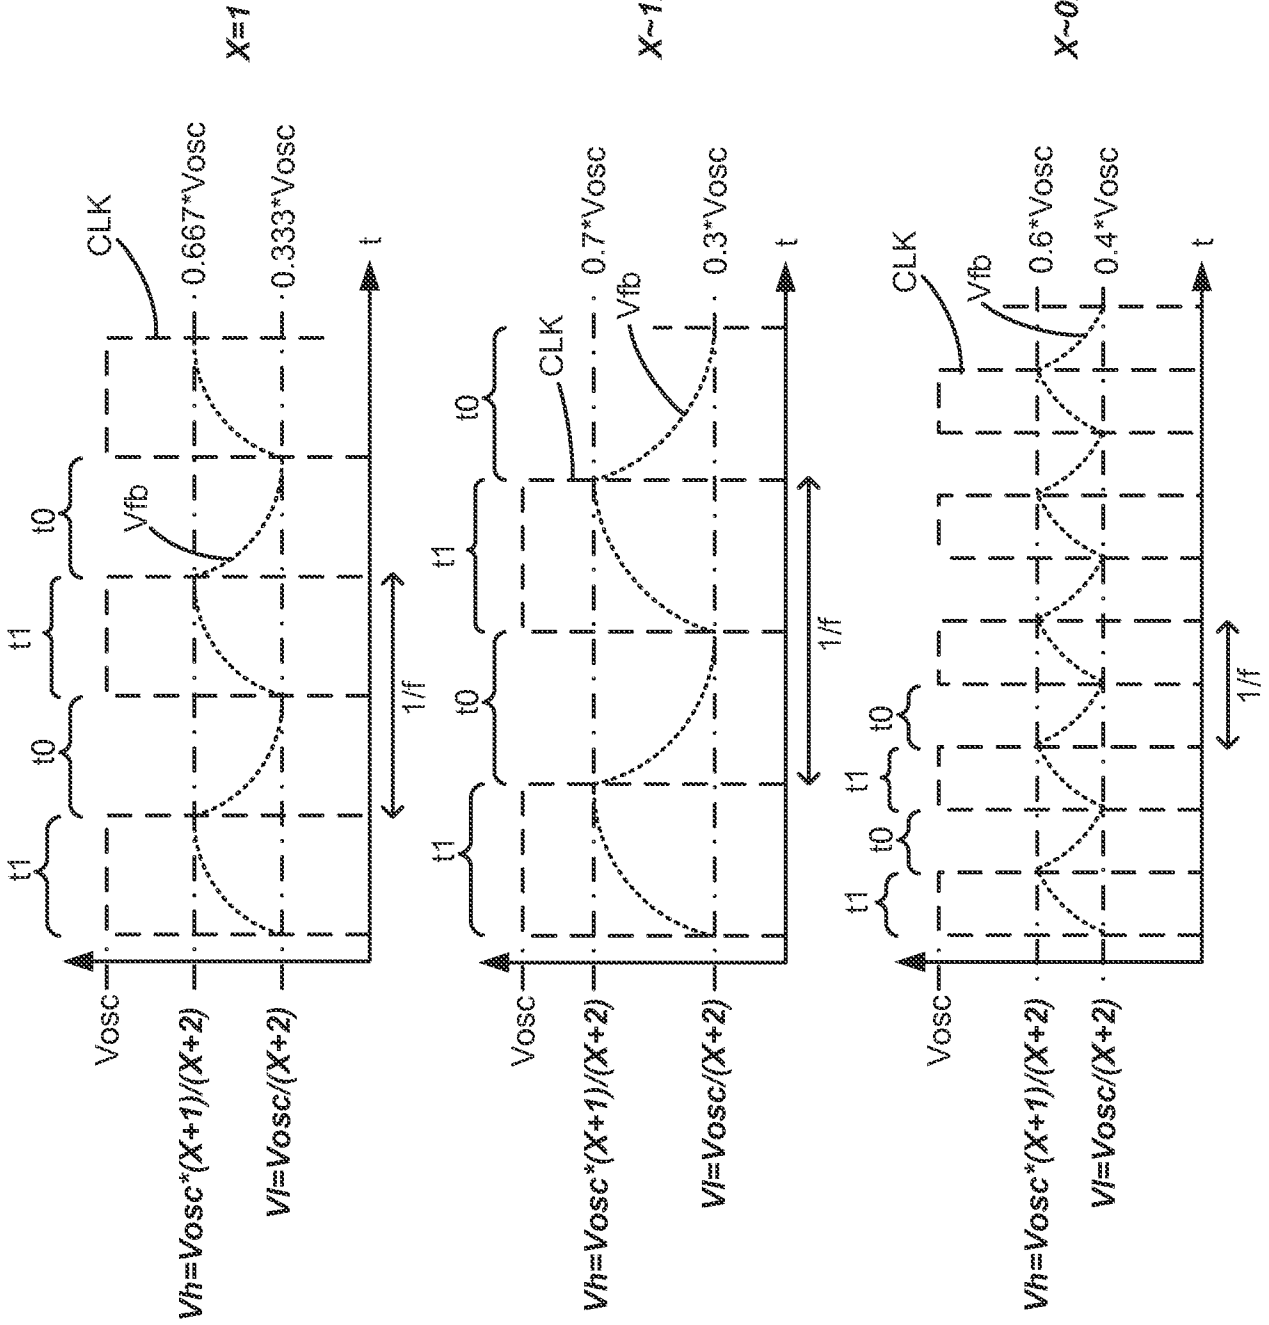 t1
t0
t1
t0
Vosc
Vh=Vosc*(X+1)/(X+2)
Vl=Vosc/(X+2)
Vfb
CLK
0.667*Vosc
0.333*Vosc
t
1/f
X=1
t1
t0
t1
t0
Vosc
Vh=Vosc*(X+1)/(X+2)
Vl=Vosc/(X+2)
CLK
Vfb
0.7*Vosc
0.3*Vosc
t
1/f
X~1.
t1
t0
t1
t0
Vosc
Vh=Vosc*(X+1)/(X+2)
Vl=Vosc/(X+2)
CLK
Vfb
0.6*Vosc
0.4*Vosc
t
1/f
X~0